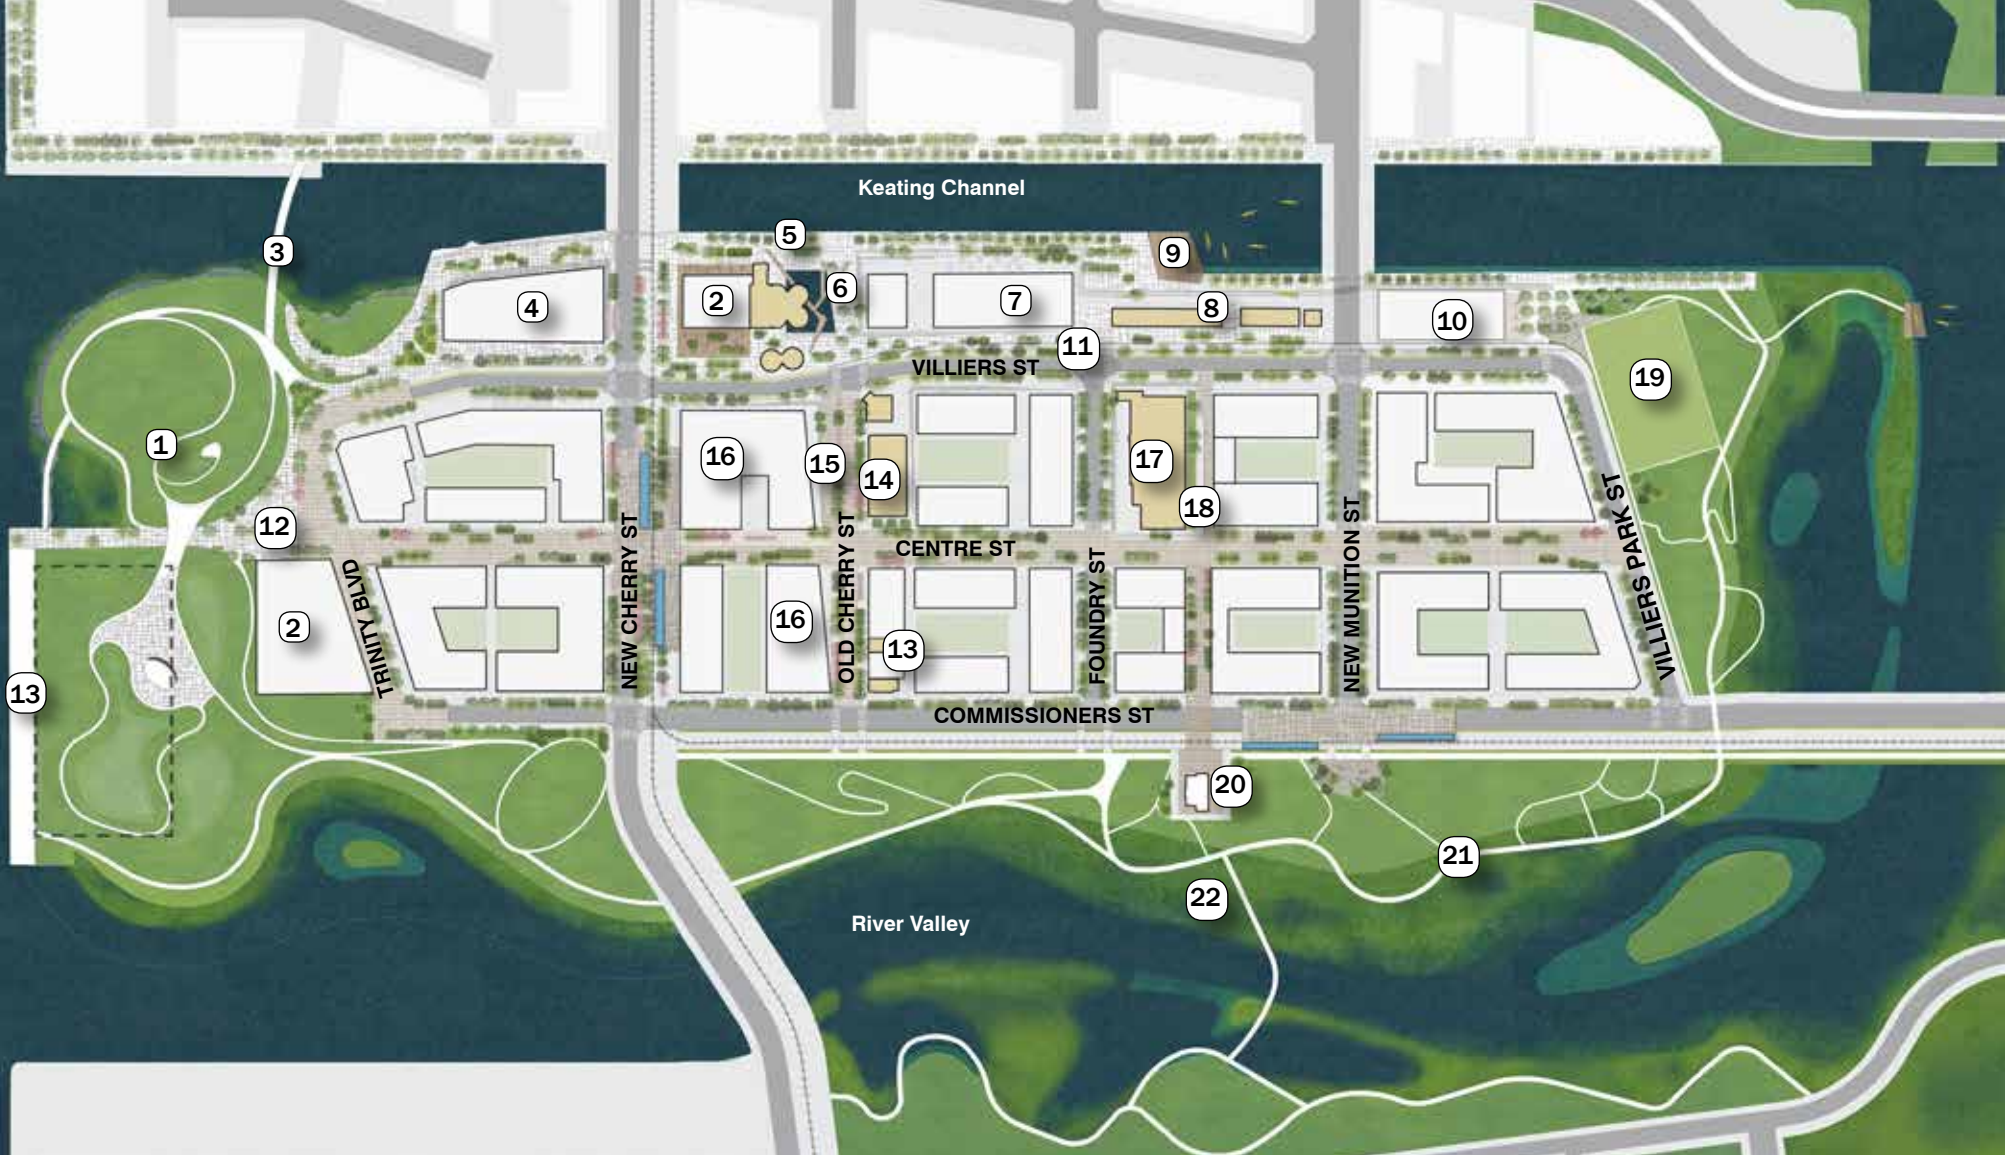 Keating Channel
5
3
9
6
8
2
7
4
10
11
VILLIERS ST
19
1
16
15
17
14
18
12
NEW CHERRY ST
OLD CHERRY ST
NEW MUNITION ST
VILLIERS PARK ST
CENTRE ST
TRINITY BLVD
FOUNDRY ST
16
2
13
13
COMMISSIONERS ST
20
21
22
River Valley